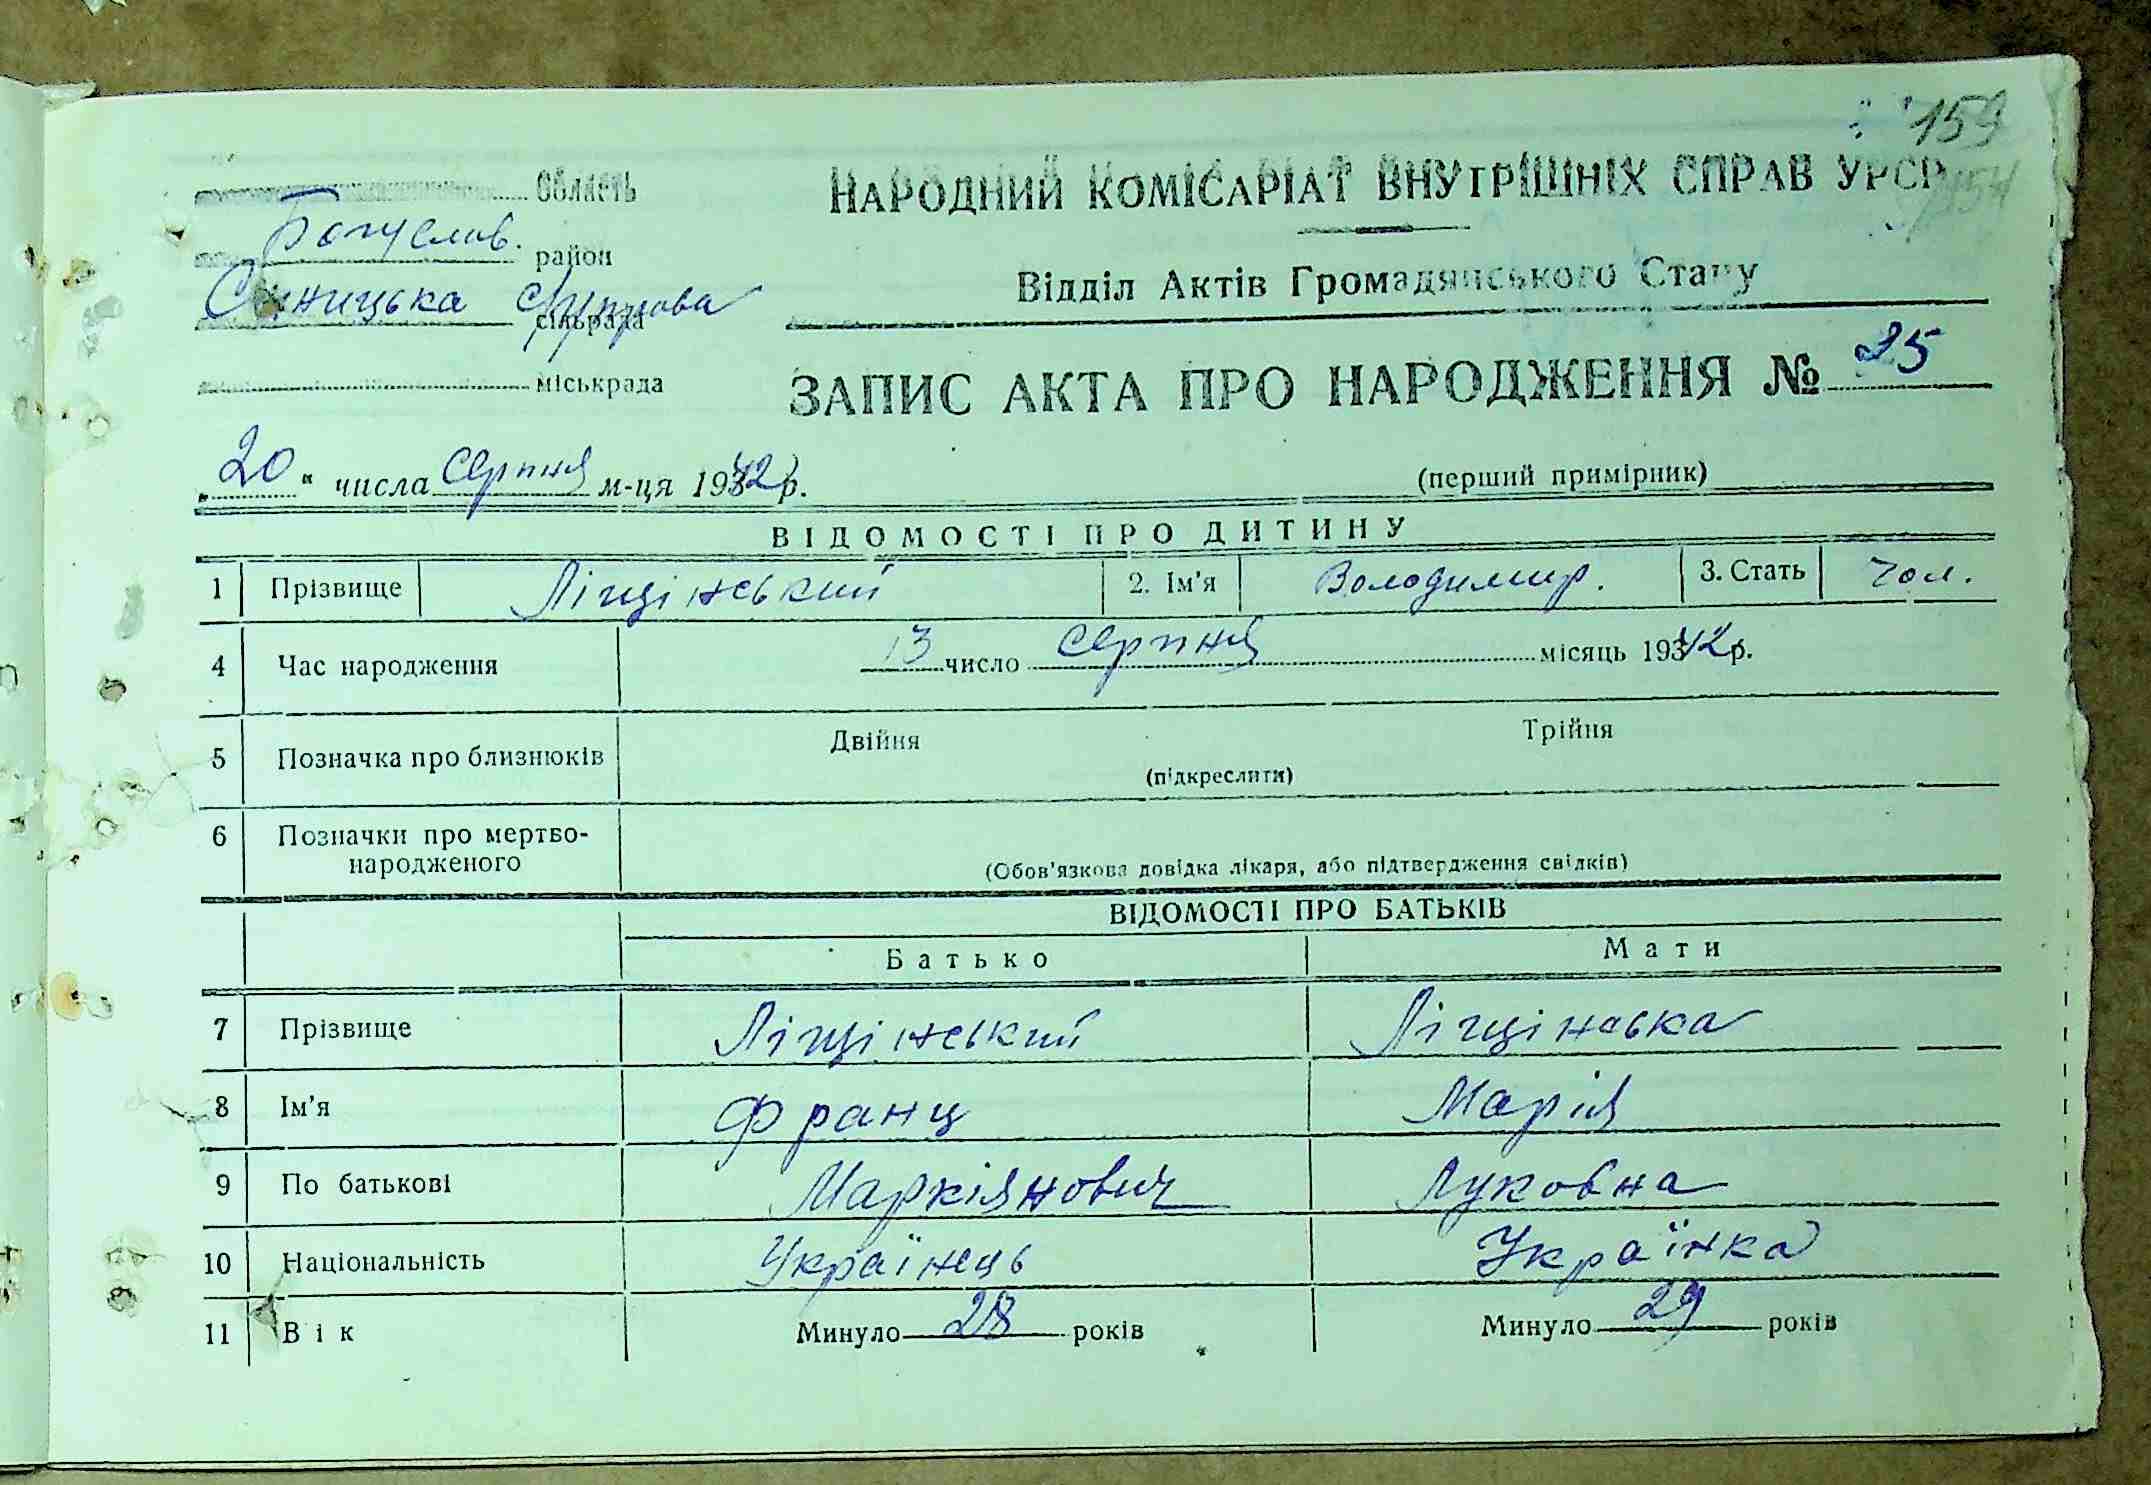 159
154
Область
НАРОДНИЙ КОМІСАРІАТ ВНУТРІШНІХ СПРАВ УРСР
Богуслав. район
Відділ Актів Громадянського Стану
Синицька сільрада
міськрада
ЗАПИС АКТА ПРО НАРОДЖЕННЯ № 25
„20" числа серпня м-ця 1942 р.
(перший примірник)
ВІДОМОСТІ ПРО ДИТИНУ
1 Прізвище Ліщінський 2. Ім'я Володимир. 3. Стать Чол.
4 Час народження 13 число серпня місяць 1942 р.
5 Позначка про близнюків Двійня Трійня
(підкреслити)
6 Позначки про мертво-
народженого
(Обов'язкова довідка лікаря, або підтвердження свідків)
ВІДОМОСТІ ПРО БАТЬКІВ
Батько Мати
7 Прізвище Ліщінський Ліщінська
8 Ім'я Франц Марія
9 По батькові Маркіянович Луковна
10 Національність Українець Українка
11 Вік Минуло 28 років Минуло 29 років